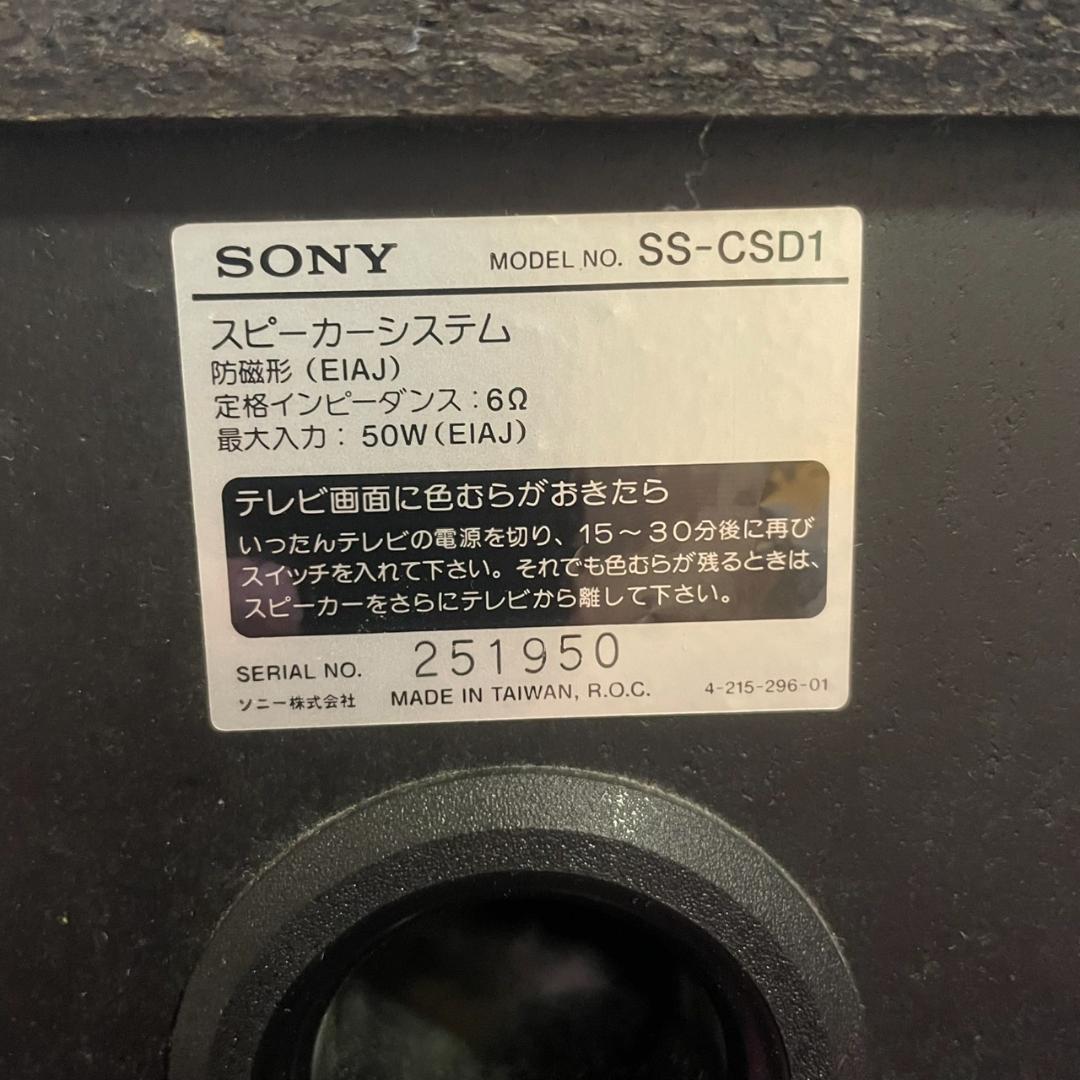 SONY MODEL NO. SS-CSD1
スピーカーシステム
防磁形（EIAJ）
定格インピーダンス：6Ω
最大入力：50W（EIAJ）
テレビ画面に色むらがおきたら
いったんテレビの電源を切り、15～30分後に再び
スイッチを入れて下さい。それでも色むらが残るときは、
スピーカーをさらにテレビから離して下さい。
SERIAL NO. 251950
ソニー株式会社 MADE IN TAIWAN, R.O.C. 4-215-296-01